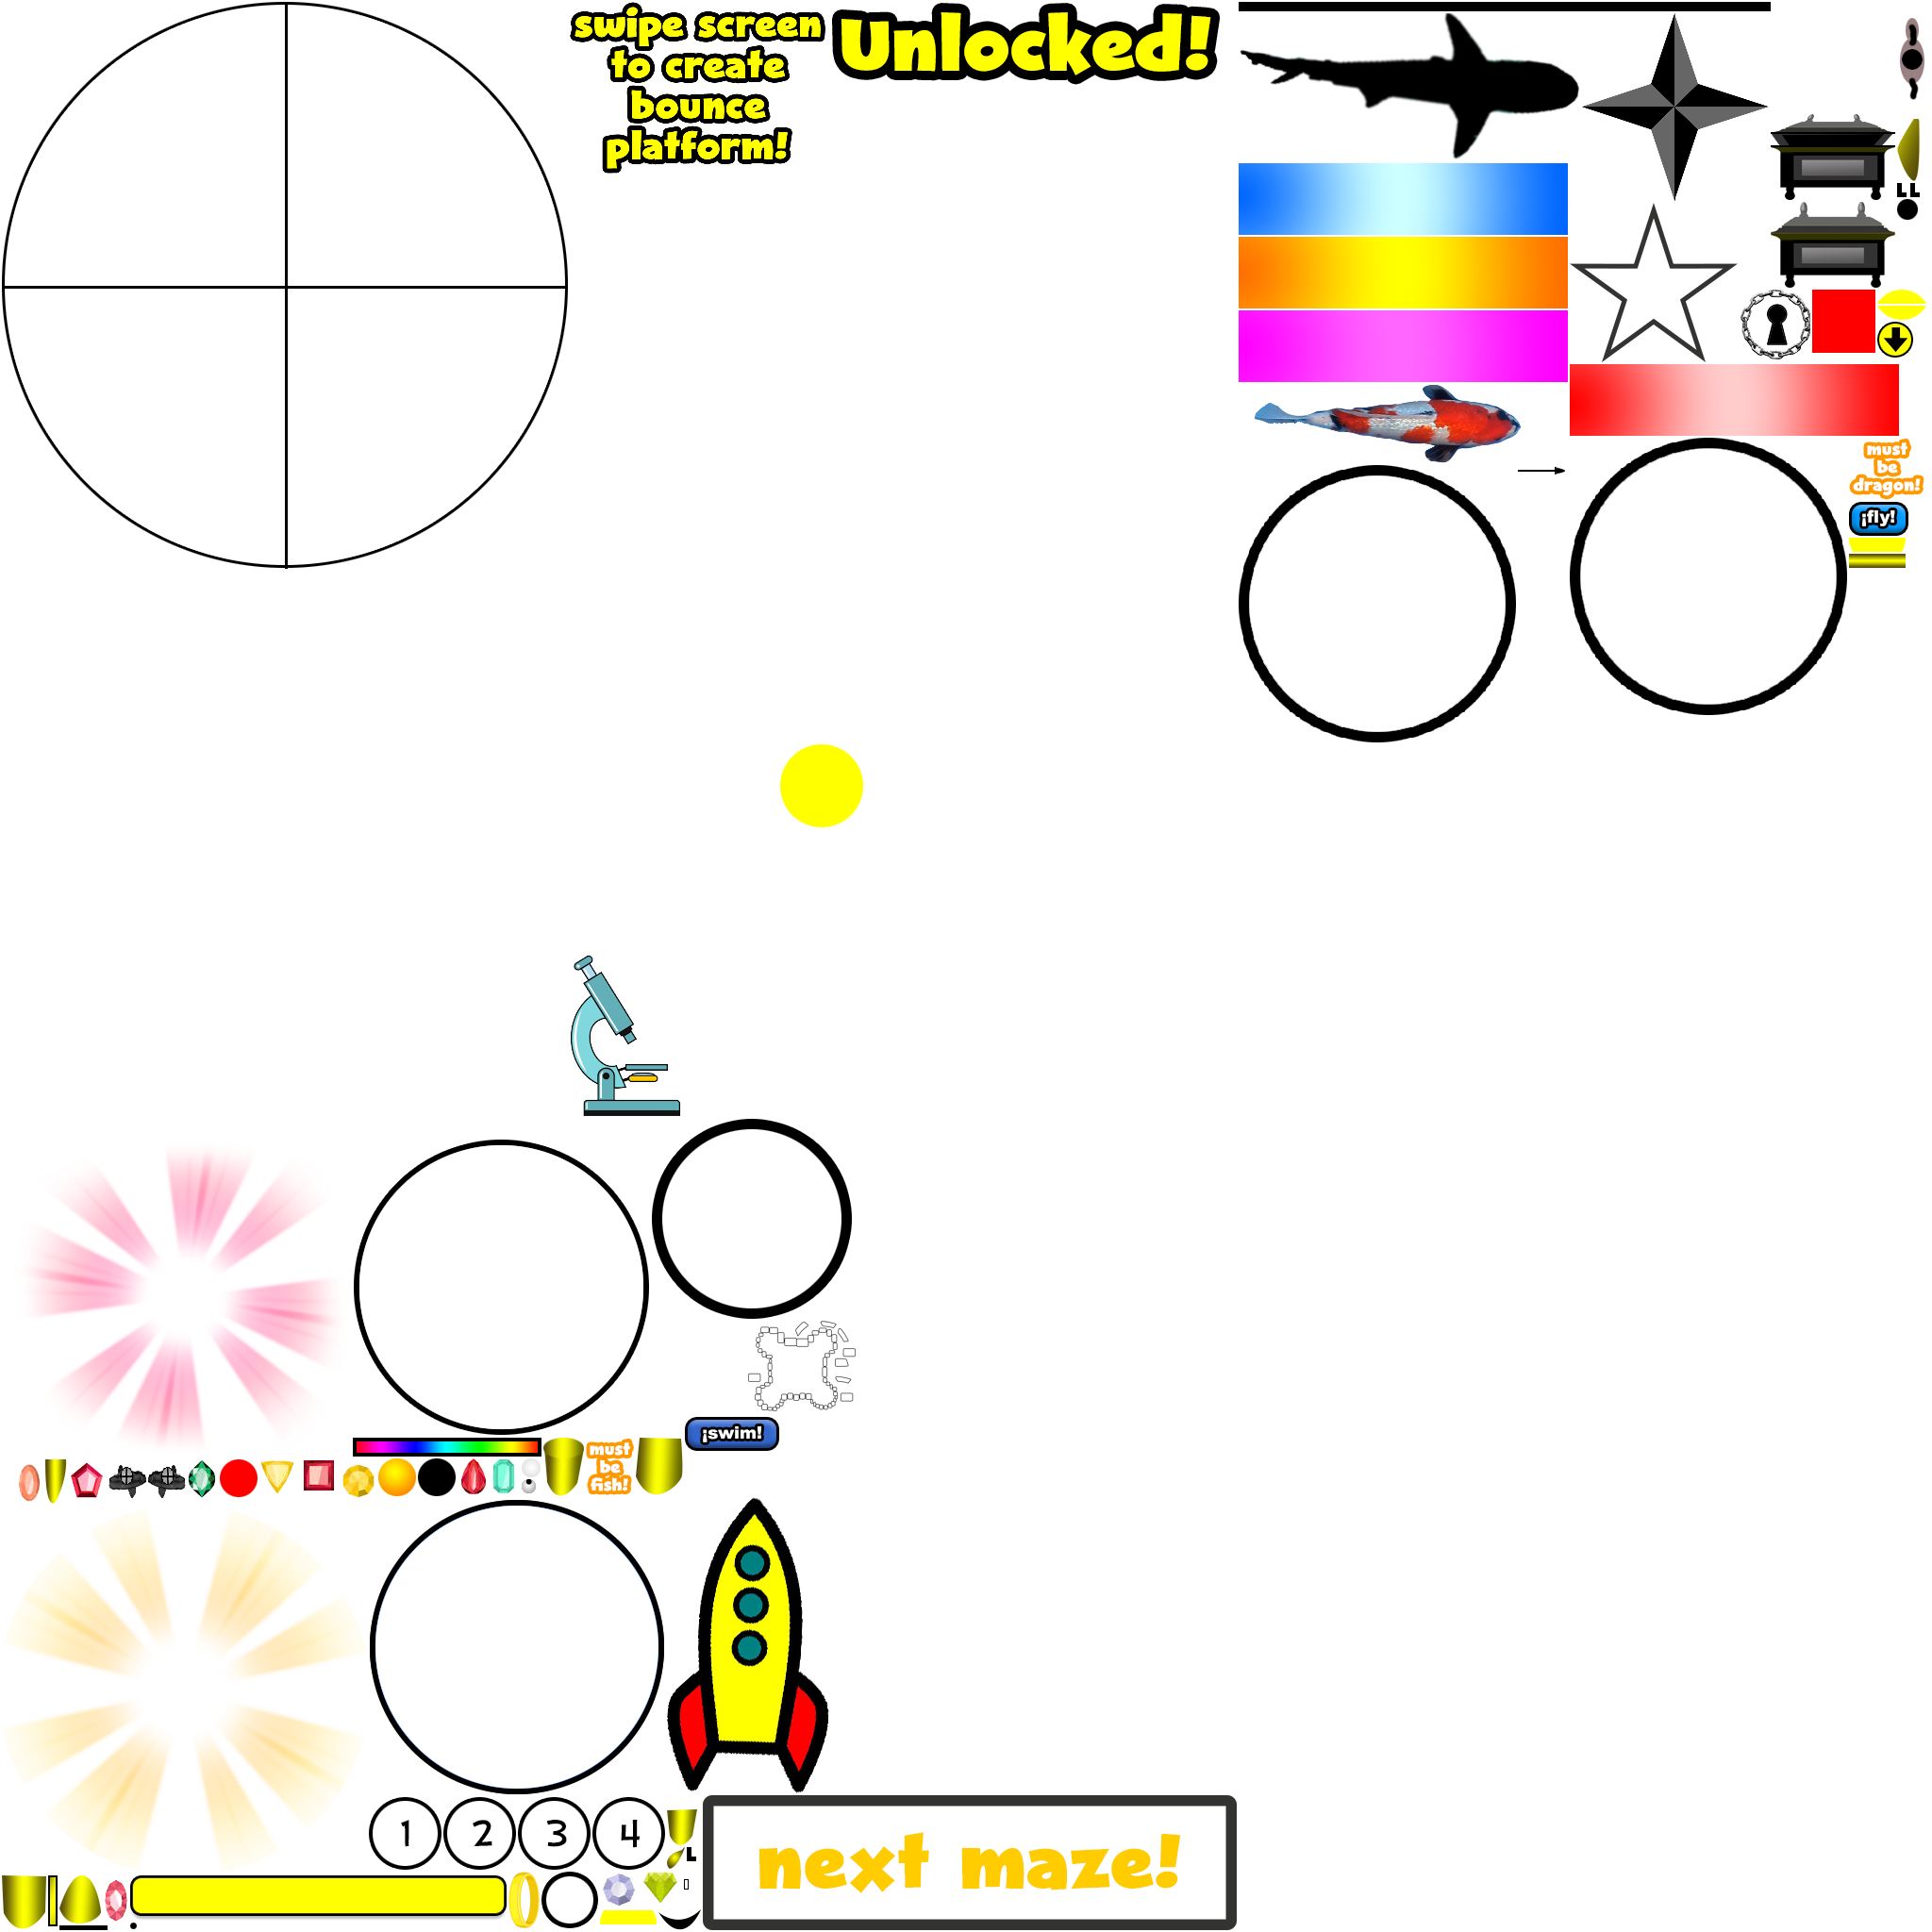 swipe screen
to create
bounce
platform!
Unlocked!
must
be
dragon!
¡fly!
¡swim!
must
be
fish!
1
2
3
4
next maze!